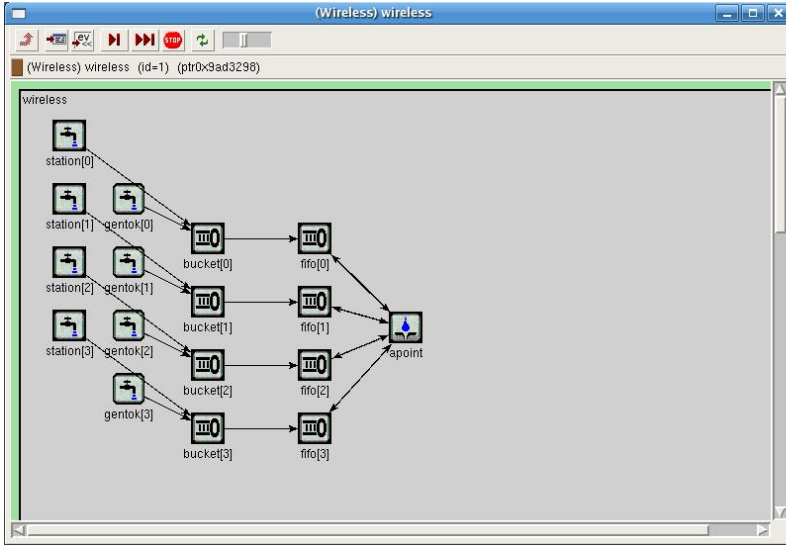 (Wireless) wireless
ev
STOP
(Wireless) wireless (id=1) (ptr0x9ad3298)
wireless
station[0]
station[1] gentok[0]
bucket[0] fifo[0]
station[2] gentok[1]
bucket[1] fifo[1]
apoint
station[3] gentok[2]
bucket[2] fifo[2]
gentok[3]
bucket[3] fifo[3]